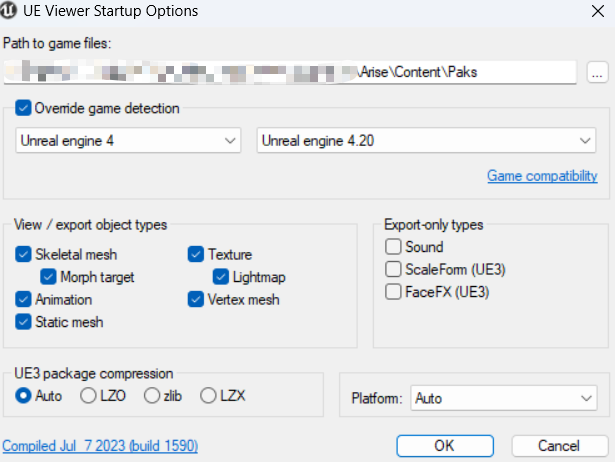 UE Viewer Startup Options
Path to game files:
\Arise\Content\Paks
...
Override game detection
Unreal engine 4
Unreal engine 4.20
Game compatibility
View / export object types
Skeletal mesh
Texture
Morph target
Lightmap
Animation
Vertex mesh
Static mesh
Export-only types
Sound
ScaleForm (UE3)
FaceFX (UE3)
UE3 package compression
Auto LZO zlib LZX
Platform: Auto
Compiled Jul 7 2023 (build 1590)
OK
Cancel